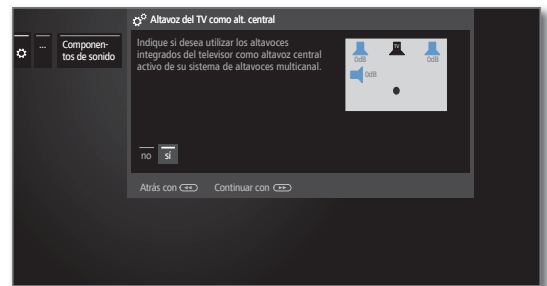 Altavoz del TV como alt. central
...
Componen-
tos de sonido
Indique si desea utilizar los altavoces
integrados del televisor como altavoz central
activo de su sistema de altavoces multicanal.
TV
0dB
0dB
0dB
no sí
Atrás con Continuar con